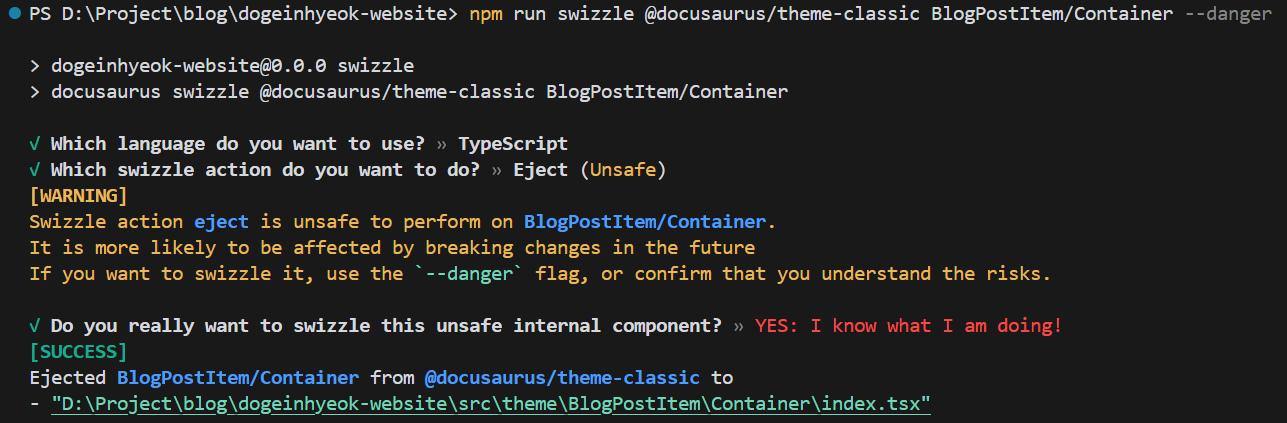 PS D:\Project\blog\dogeinhyeok-website> npm run swizzle @docusaurus/theme-classic BlogPostItem/Container --danger
> dogeinhyeok-website@0.0.0 swizzle
> docusaurus swizzle @docusaurus/theme-classic BlogPostItem/Container
√ Which language do you want to use? » TypeScript
√ Which swizzle action do you want to do? » Eject (Unsafe)
[WARNING]
Swizzle action eject is unsafe to perform on BlogPostItem/Container.
It is more likely to be affected by breaking changes in the future
If you want to swizzle it, use the `--danger` flag, or confirm that you understand the risks.
√ Do you really want to swizzle this unsafe internal component? » YES: I know what I am doing!
[SUCCESS]
Ejected BlogPostItem/Container from @docusaurus/theme-classic to
- "D:\Project\blog\dogeinhyeok-website\src\theme\BlogPostItem\Container\index.tsx"